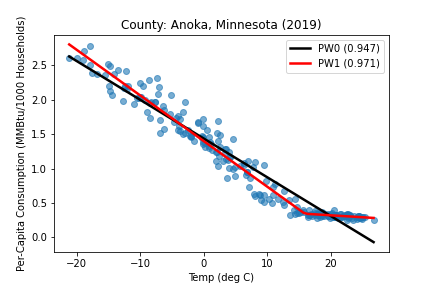 County: Anoka, Minnesota (2019)
PW0 (0.947)
PW1 (0.971)
Per-Capita Consumption (MMBtu/1000 Households)
2.5
2.0
1.5
1.0
0.5
0.0
−20
−10
0
10
20
Temp (deg C)